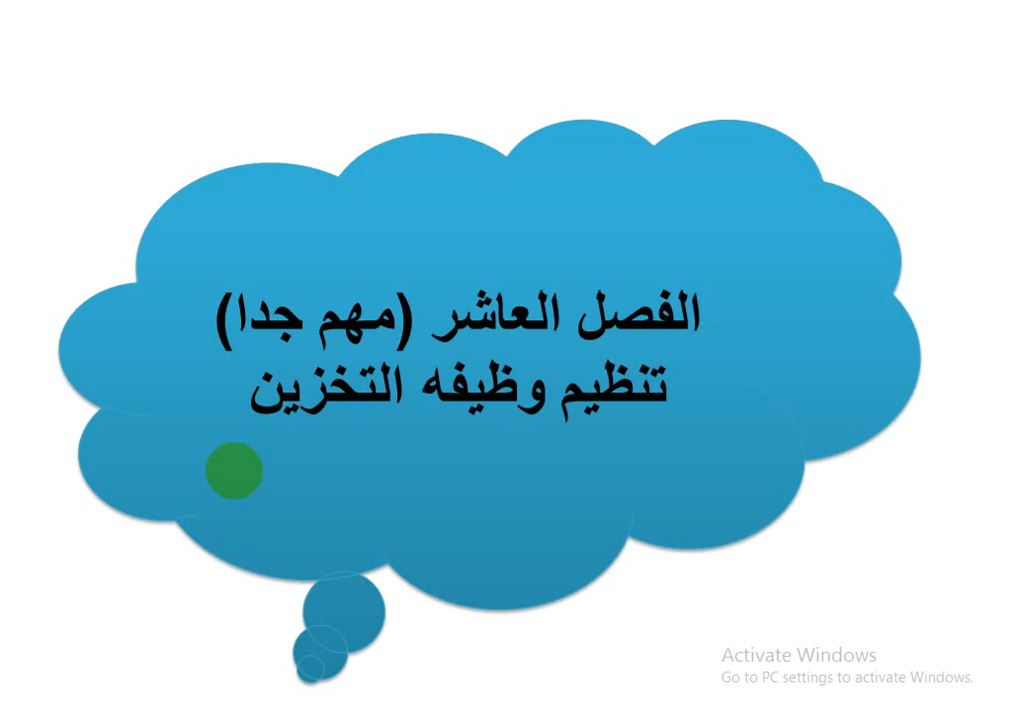 الفصل العاشر (مهم جدا)
تنظيم وظيفه التخزين
Activate Windows
Go to PC settings to activate Windows.